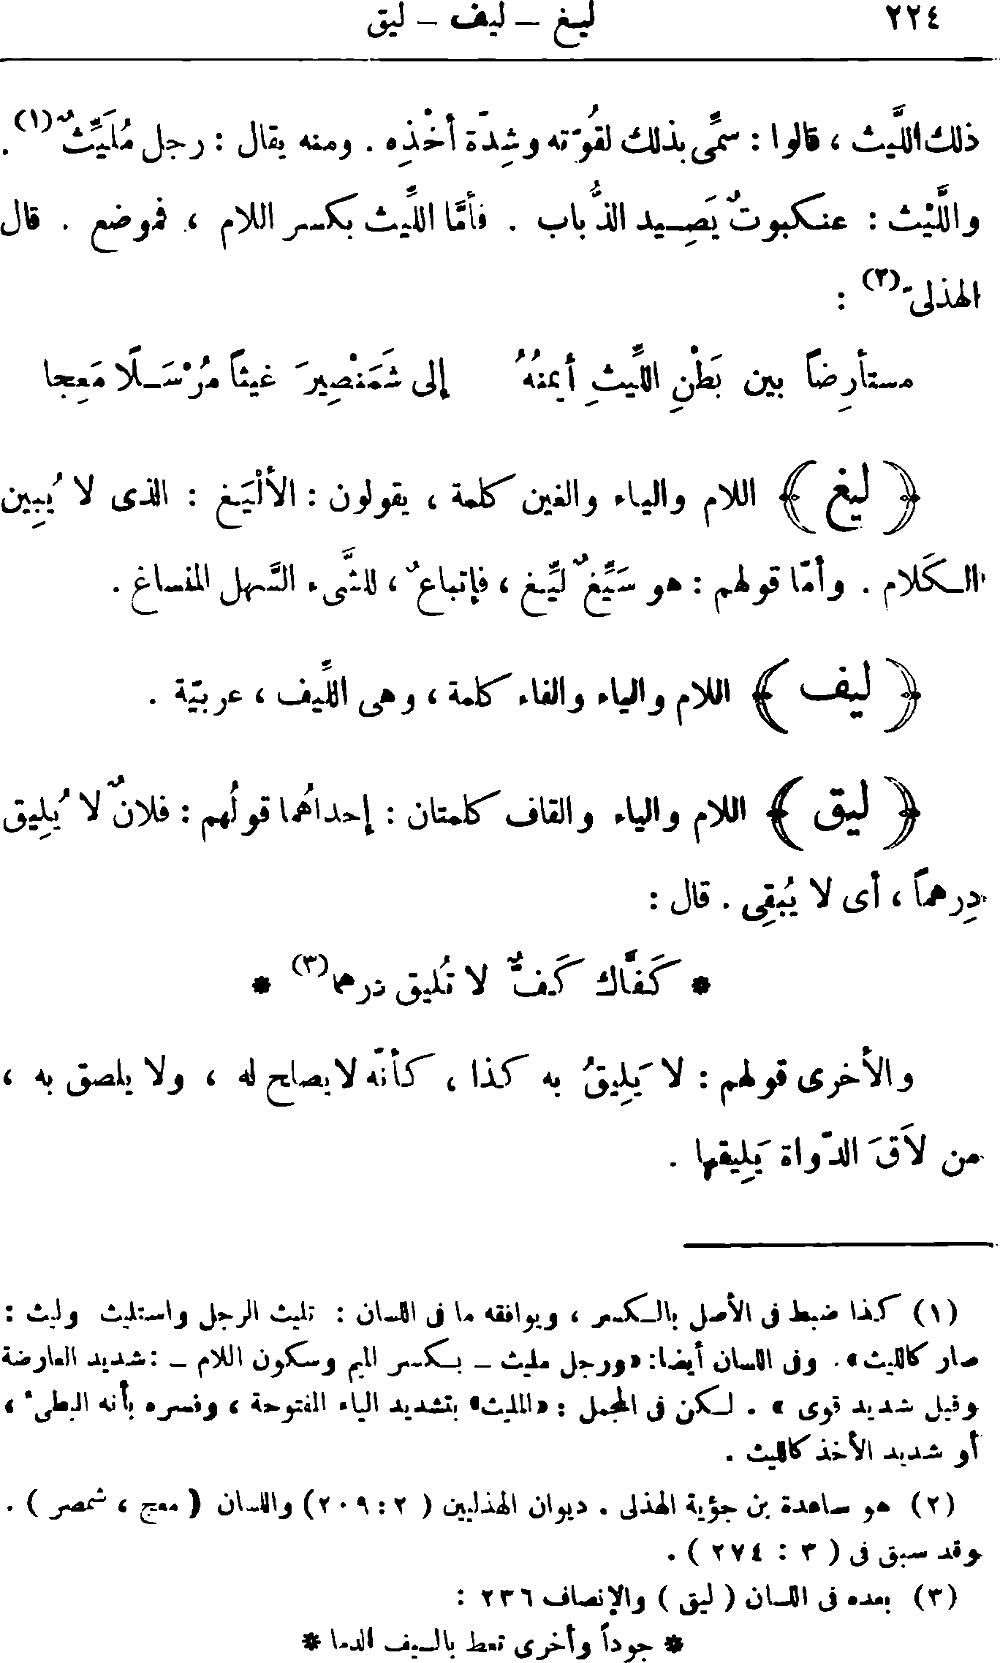 ٢٢٤ ليغ – ليف – ليق
ذلك اللَّيث ، قالوا : سمِّى بذلك لقُوّته وشِدّة أخْذِه . ومنه يقال : رجل مُلَيِّثٌ(١) .
واللَّيْث : عنكبوتٌ يَصِيد الذُّباب . فأمَّا اللِّيث بكسر اللام ، فموضع . قال
الهذلىّ(٢) :
مستأرِضاً بين بَطْنِ اللِّيثِ أيمنُهُ إلى شَمَنْصِيرَ غيثاً مُرْسَلًا مَعِجا
﴿ ليغ ﴾ اللام والياء والغين كلمة ، يقولون : الألْيَغ : الذى لا يُبِين
الكَلام . وأمّا قولهم : هو سَيِّغٌ ليِّغ ، فإتباعٌ ، للشَّىء السَّهل المنساغ .
﴿ ليف ﴾ اللام والياء والفاء كلمة ، وهى اللِّيف ، عربيّة .
﴿ ليق ﴾ اللام والياء والقاف كلمتان : إحداهُما قولُهم : فلانٌ لا يُلِيق
دِرهماً ، أى لا يُبقِى . قال :
* كَفَّاك كَفٌّ لا تُليق درهما(٣) *
والأخرى قولهم : لا يَلِيقُ به كذا ، كأنّه لا يصلح له ، ولا يلصق به ،
من لاَقَ الدّواة يَلِيقها .
(١) كذا ضبط فى الأصل بالكسر ، ويوافقه ما فى اللسان : تليث الرجل واستليث وليث :
صار كالليث» . وفى اللسان أيضا: «ورجل مليث – بكسر الميم وسكون اللام – : شديد العارضة
وقيل شديد قوى » . لكن فى المجمل : «المليث» بتشديد الياء المفتوحة ، وفسره بأنه البطىء ،
أو شديد الأخذ كالليث .
(٢) هو ساعدة بن جؤية الهذلى . ديوان الهذليين ( ٢ : ٢٠٩ ) واللسان ( معج ، شمصر ) .
وقد سبق فى ( ٣ : ٢٧٤ ) .
(٣) بعده فى اللسان ( ليق ) والإنصاف ٢٣٦ :
* جوداً وأخرى تعط بالسيف الدما *